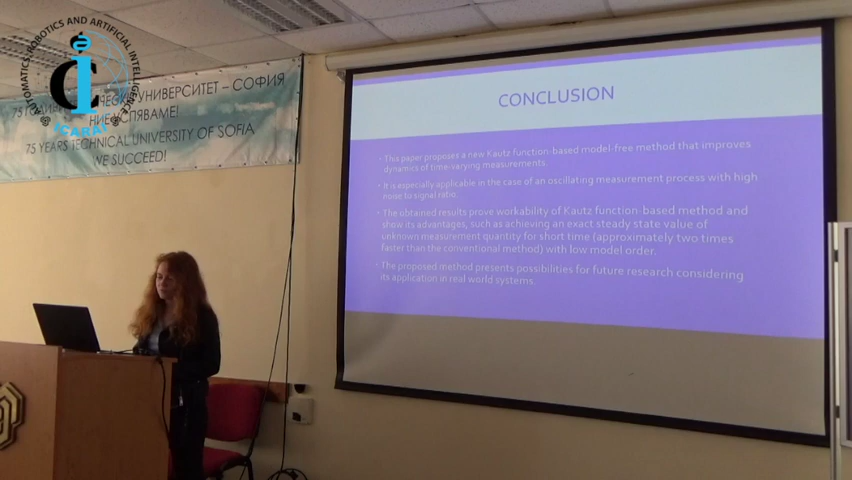 AUTOMATICS, ROBOTICS AND ARTIFICIAL INTELLIGENCE
ICARAI
УНИВЕРСИТЕТ – СОФИЯ
НИЕ УСПЯВАМЕ!
75 YEARS TECHNICAL UNIVERSITY OF SOFIA
WE SUCCEED!
CONCLUSION
• This paper proposes a new Kautz function-based model-free method that improves
dynamics of time-varying measurements.
• It is especially applicable in the case of an oscillating measurement process with high
noise to signal ratio.
• The obtained results prove workability of Kautz function-based method and
show its advantages, such as achieving an exact steady state value of
unknown measurement quantity for short time (approximately two times
faster than the conventional method) with low model order.
• The proposed method presents possibilities for future research considering
its application in real world systems.